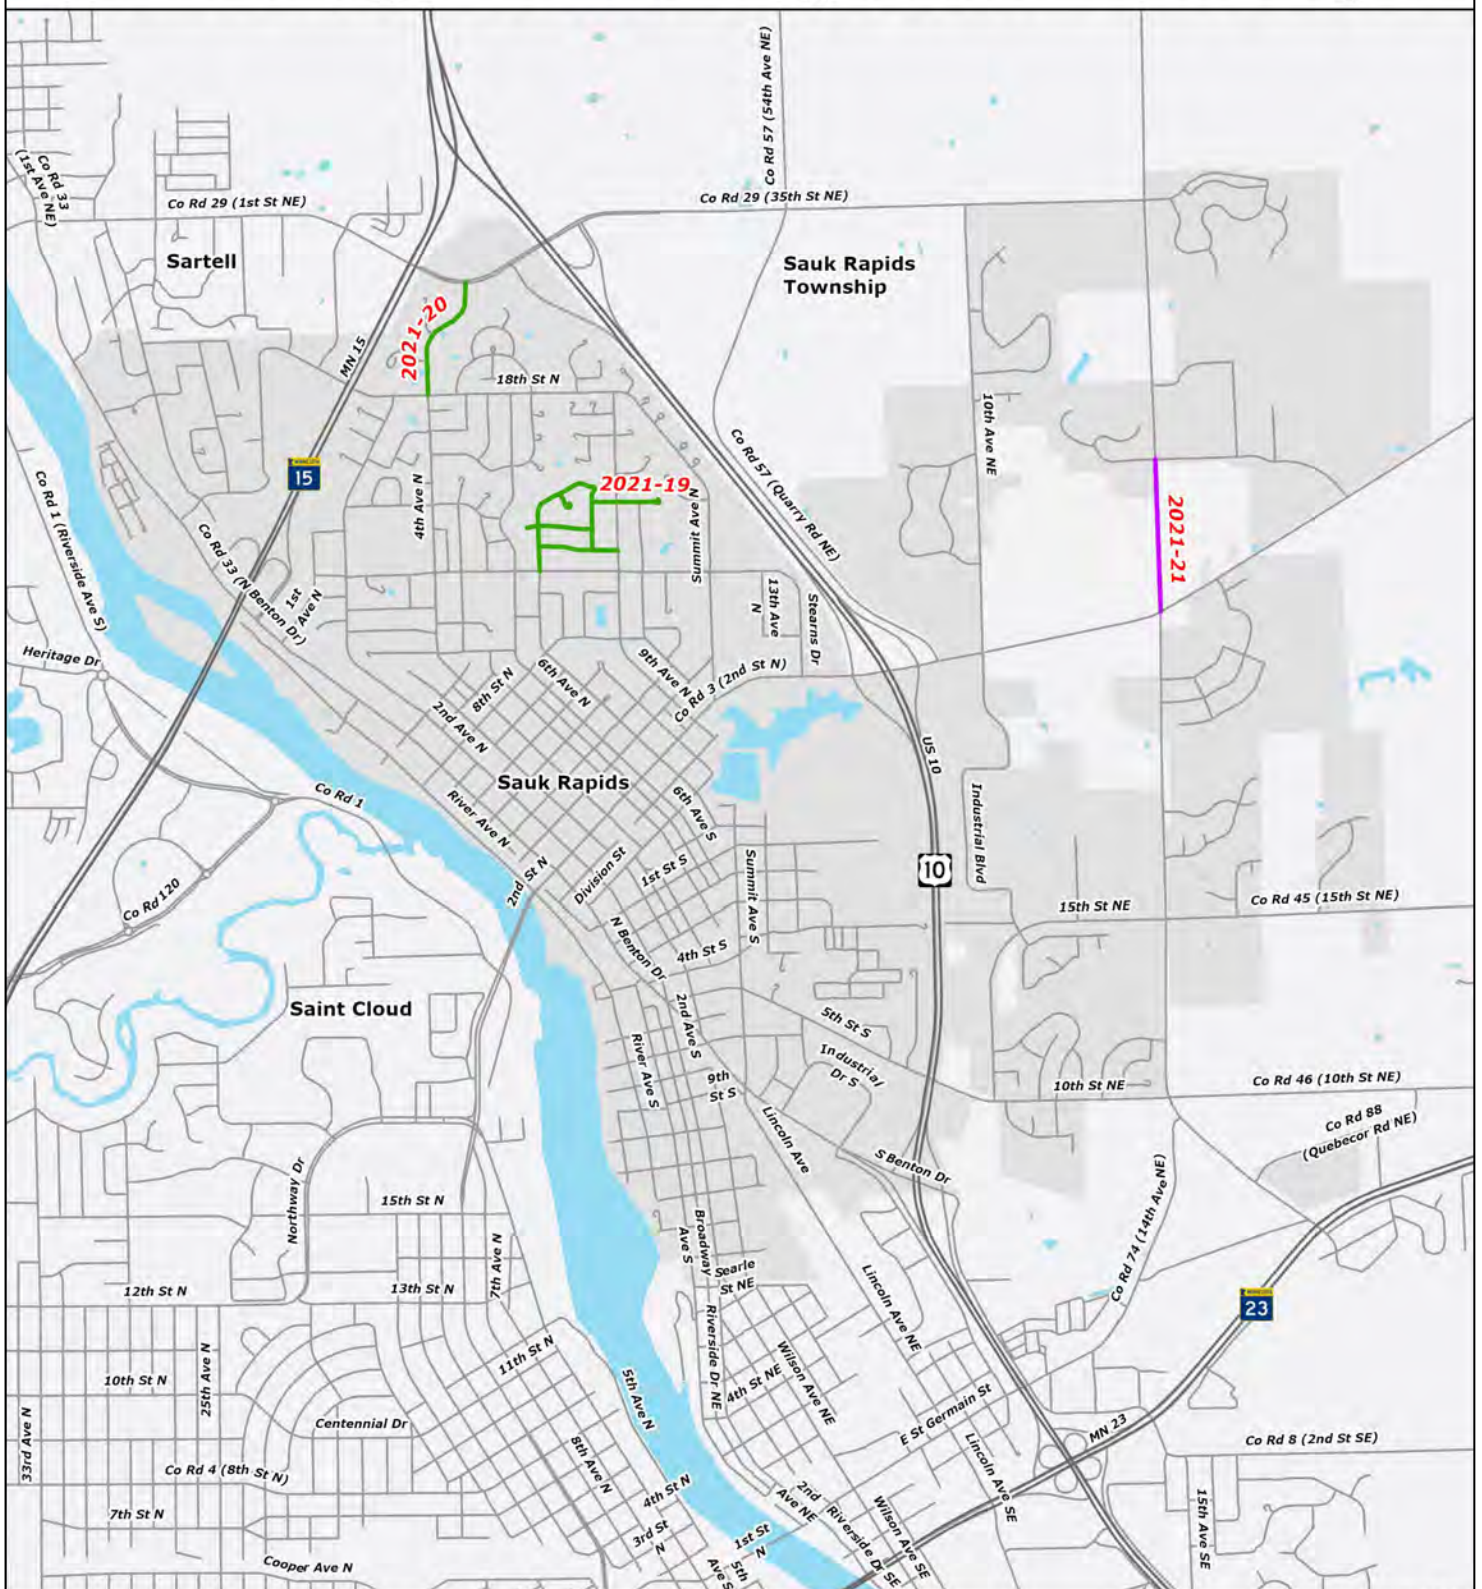 Co Rd 57 (54th Ave NE)
Co Rd 33
(1st Ave NE)
Co Rd 29 (1st St NE)
Co Rd 29 (35th St NE)
Sartell
Sauk Rapids
Township
2021-20
MN 15
18th St N
10th Ave NE
Co Rd 57 (Quarry Rd NE)
15
Co Rd 1 (Riverside Ave S)
4th Ave N
2021-19
Summit Ave N
2021-21
Co Rd 33 (N Benton Dr)
1st
Ave N
13th Ave
N
Stearns Dr
Heritage Dr
8th St N
6th Ave N
9th Ave N
Co Rd 3 (2nd St N)
2nd Ave N
US 10
Sauk Rapids
Co Rd 1
River Ave N
6th Ave S
Industrial Blvd
2nd St N
Division St
1st St S
Summit Ave S
10
Co Rd 120
15th St NE
Co Rd 45 (15th St NE)
N Benton Dr
4th St S
Saint Cloud
2nd Ave S
5th St S
River Ave S
Industrial
Dr S
9th
St S
10th St NE
Co Rd 46 (10th St NE)
Lincoln Ave
Co Rd 88
(Quebecor Rd NE)
S Benton Dr
Northway Dr
15th St N
Co Rd 74 (14th Ave NE)
7th Ave N
Broadway
Ave S
Searle
St NE
12th St N
13th St N
Lincoln Ave NE
23
Riverside Dr NE
11th St N
25th Ave N
Wilson Ave NE
10th St N
5th Ave N
4th St NE
E St Germain St
33rd Ave N
Centennial Dr
MN 23
Co Rd 8 (2nd St SE)
8th Ave N
Lincoln Ave SE
Co Rd 4 (8th St N)
4th St N
2nd
Ave NE
15th Ave SE
7th St N
3rd St
N
1st St
N
Riverside Dr SE
Wilson Ave SE
Cooper Ave N
5th
Ave S